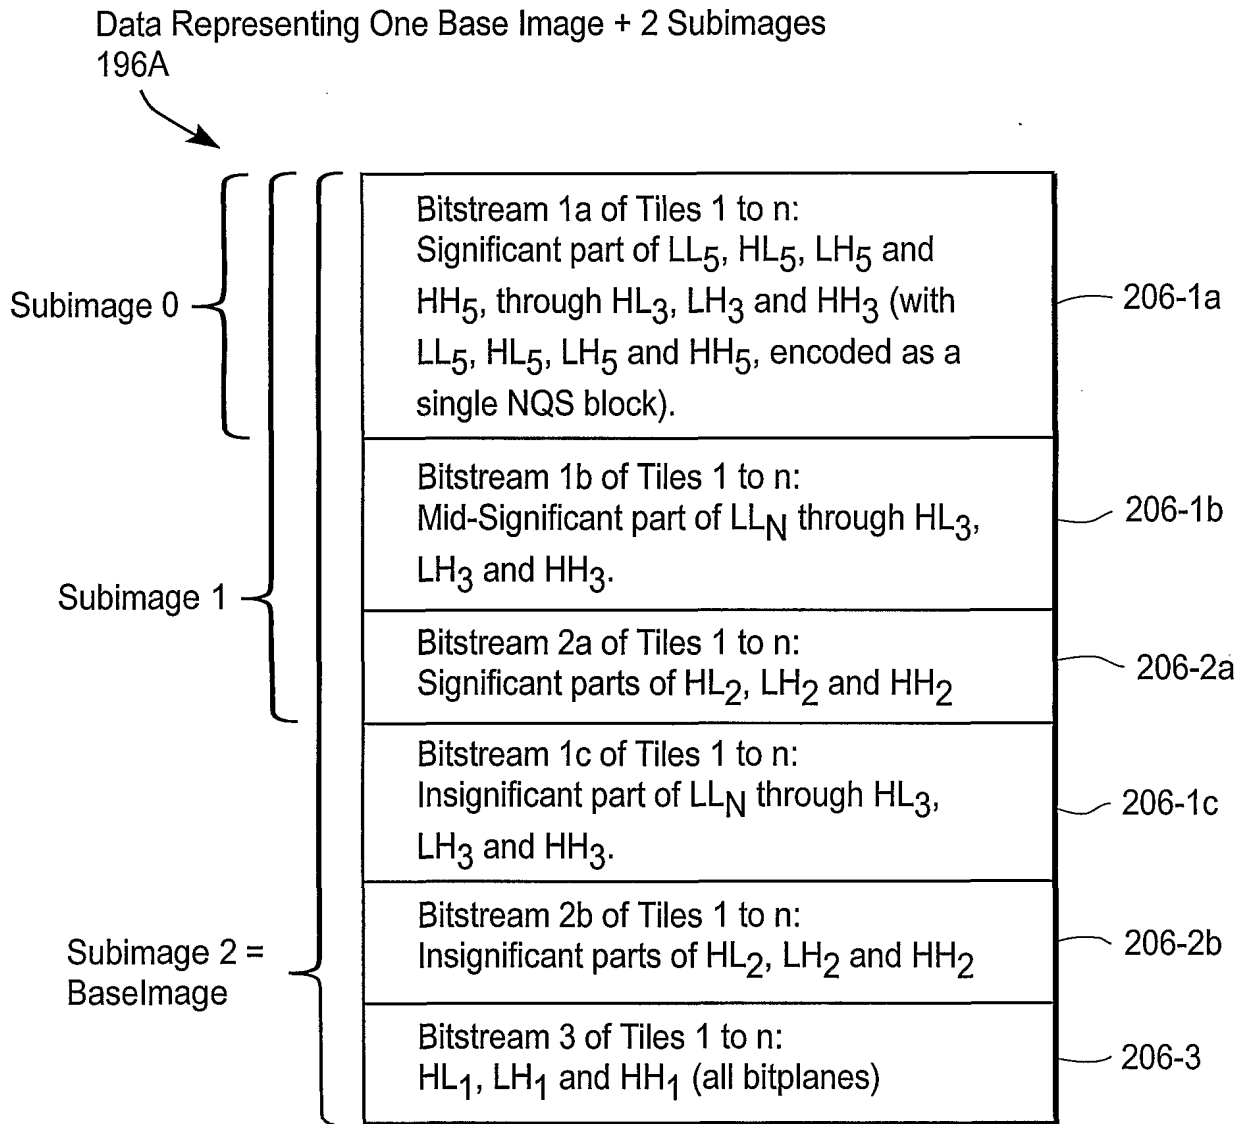 Data Representing One Base Image + 2 Subimages
196A
Bitstream 1a of Tiles 1 to n:
Significant part of LL5, HL5, LH5 and
HH5, through HL3, LH3 and HH3 (with
LL5, HL5, LH5 and HH5, encoded as a
single NQS block).
Subimage 0
206-1a
Bitstream 1b of Tiles 1 to n:
Mid-Significant part of LLN through HL3,
LH3 and HH3.
206-1b
Subimage 1
Bitstream 2a of Tiles 1 to n:
Significant parts of HL2, LH2 and HH2
206-2a
Bitstream 1c of Tiles 1 to n:
Insignificant part of LLN through HL3,
LH3 and HH3.
206-1c
Bitstream 2b of Tiles 1 to n:
Insignificant parts of HL2, LH2 and HH2
206-2b
Subimage 2 =
BaseImage
Bitstream 3 of Tiles 1 to n:
HL1, LH1 and HH1 (all bitplanes)
206-3